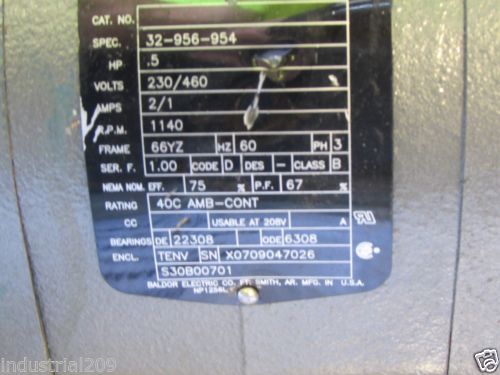 CAT. NO.
SPEC. 32-956-954
HP .5
VOLTS 230/460
AMPS 2/1
R.P.M. 1140
FRAME 66YZ HZ 60 PH 3
SER. F. 1.00 CODE D DES - CLASS B
NEMA NOM. EFF. 75 % P.F. 67 %
RATING 40C AMB-CONT
CC USABLE AT 208V A
BEARINGS DE 22308 ODE 6308
ENCL. TENV SN X0709047026
S30B00701
BALDOR ELECTRIC CO. FT. SMITH, AR. MFG. IN U.S.A.
© industrial209